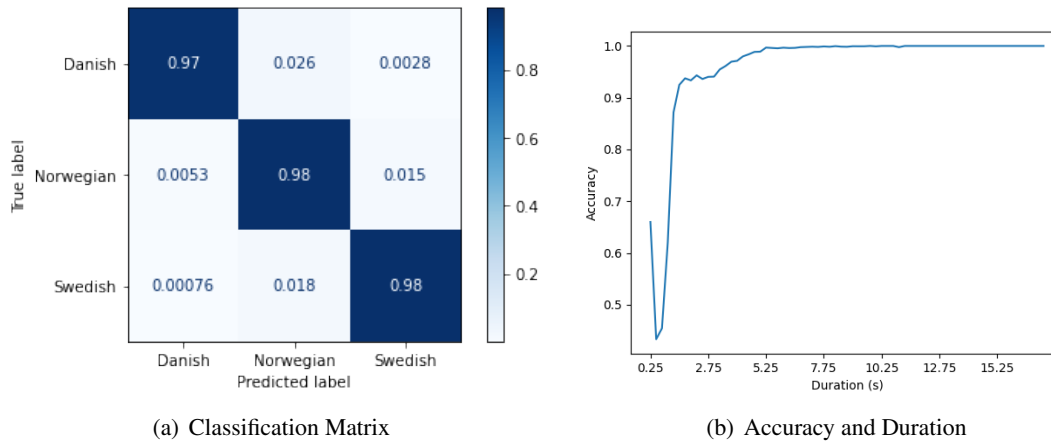 Danish
0.97
0.026
0.0028
Norwegian
0.0053
0.98
0.015
Swedish
0.00076
0.018
0.98
True label
Danish
Norwegian
Swedish
Predicted label
0.8
0.6
0.4
0.2
(a) Classification Matrix
1.0
0.9
0.8
0.7
0.6
0.5
Accuracy
0.25
2.75
5.25
7.75
10.25
12.75
15.25
Duration (s)
(b) Accuracy and Duration